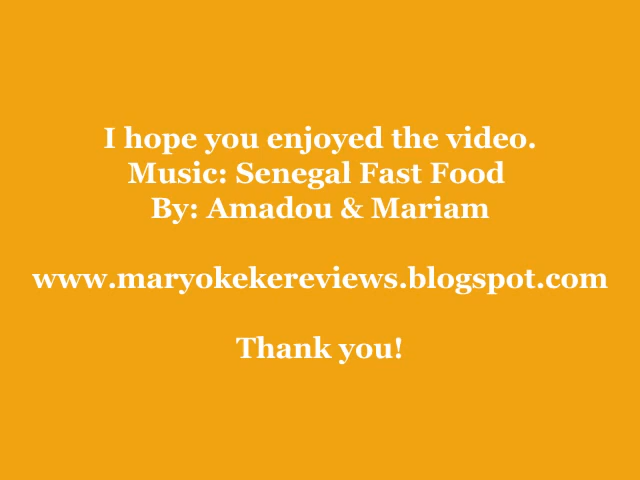 I hope you enjoyed the video.
Music: Senegal Fast Food
By: Amadou & Mariam
www.maryokekereviews.blogspot.com
Thank you!